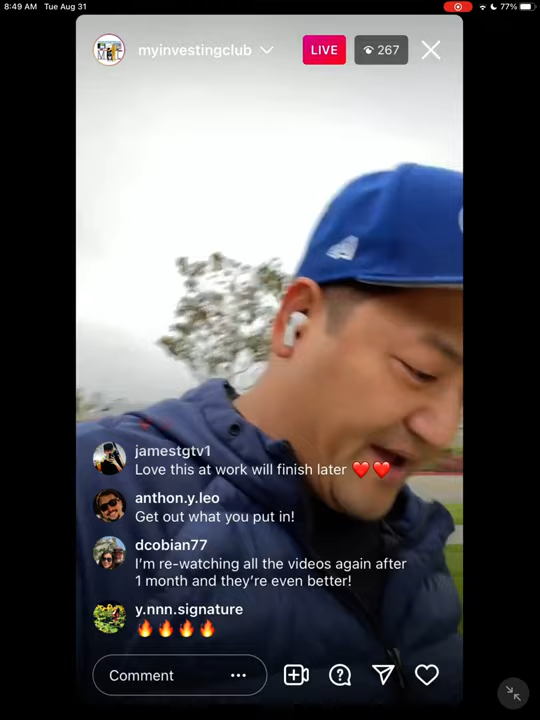 8:49 AM Tue Aug 31
77%
myinvestingclub
LIVE
267
jamestgtv1
Love this at work will finish later ❤️❤️
anthon.y.leo
Get out what you put in!
dcobian77
I'm re-watching all the videos again after
1 month and they're even better!
y.nnn.signature
🔥🔥🔥🔥
Comment